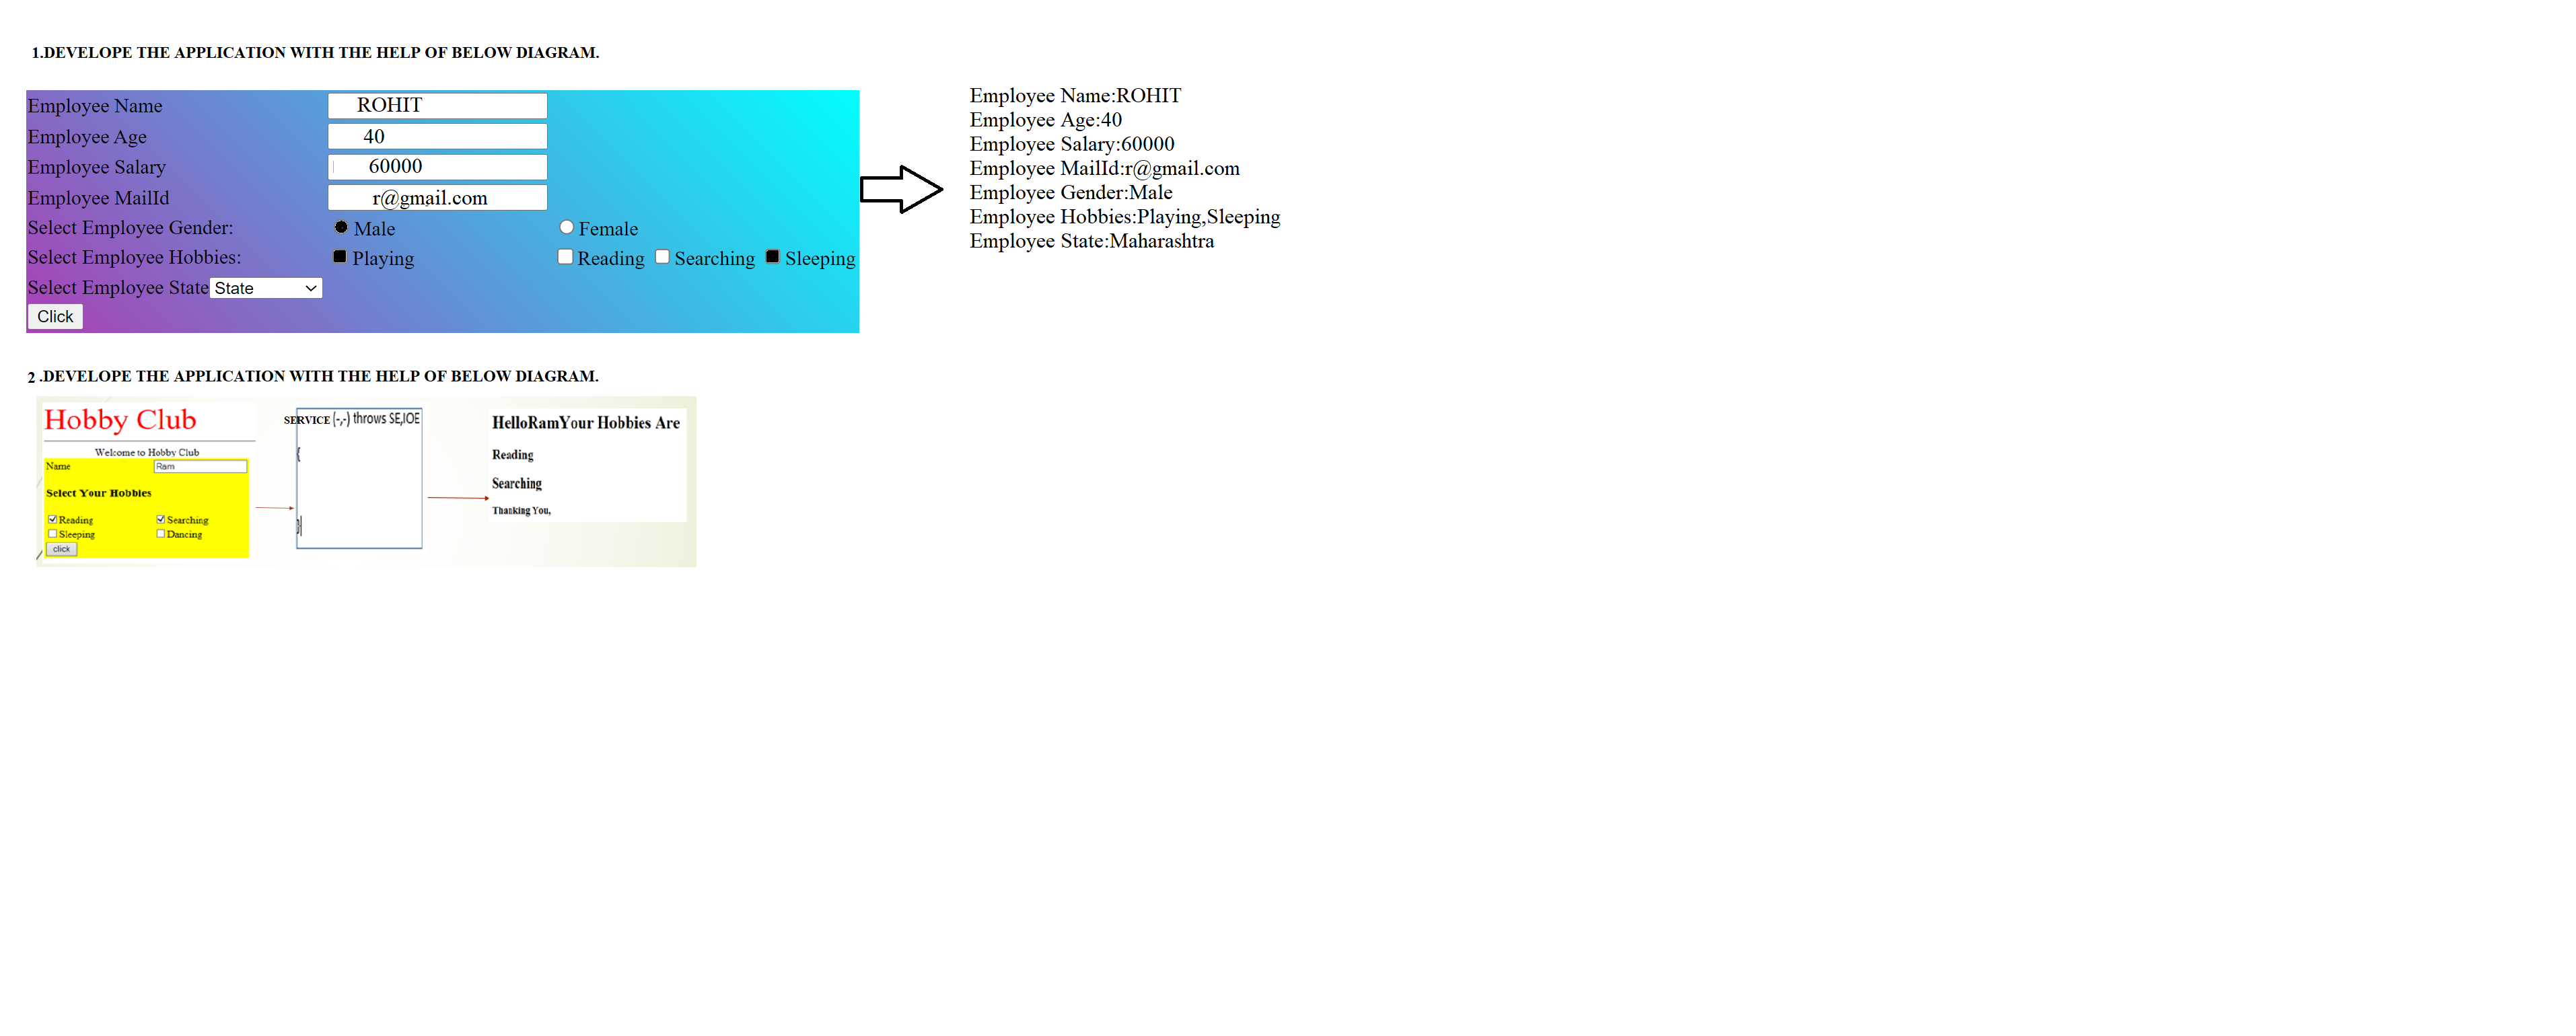 1.DEVELOPE THE APPLICATION WITH THE HELP OF BELOW DIAGRAM.
Employee Name ROHIT
Employee Age 40
Employee Salary 60000
Employee MailId r@gmail.com
Select Employee Gender: Male Female
Select Employee Hobbies: Playing Reading Searching Sleeping
Select Employee State State
Click
Employee Name:ROHIT
Employee Age:40
Employee Salary:60000
Employee MailId:r@gmail.com
Employee Gender:Male
Employee Hobbies:Playing,Sleeping
Employee State:Maharashtra
2 .DEVELOPE THE APPLICATION WITH THE HELP OF BELOW DIAGRAM.
Hobby Club
Welcome to Hobby Club
Name Ram
Select Your Hobbies
Reading Searching
Sleeping Dancing
click
SERVICE (-,-) throws SE,IOE
{
}
HelloRamYour Hobbies Are
Reading
Searching
Thanking You,